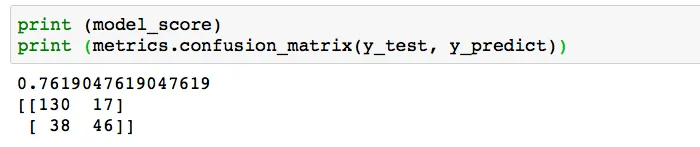 print (model_score)
print (metrics.confusion_matrix(y_test, y_predict))
0.7619047619047619
[[130  17]
 [ 38  46]]